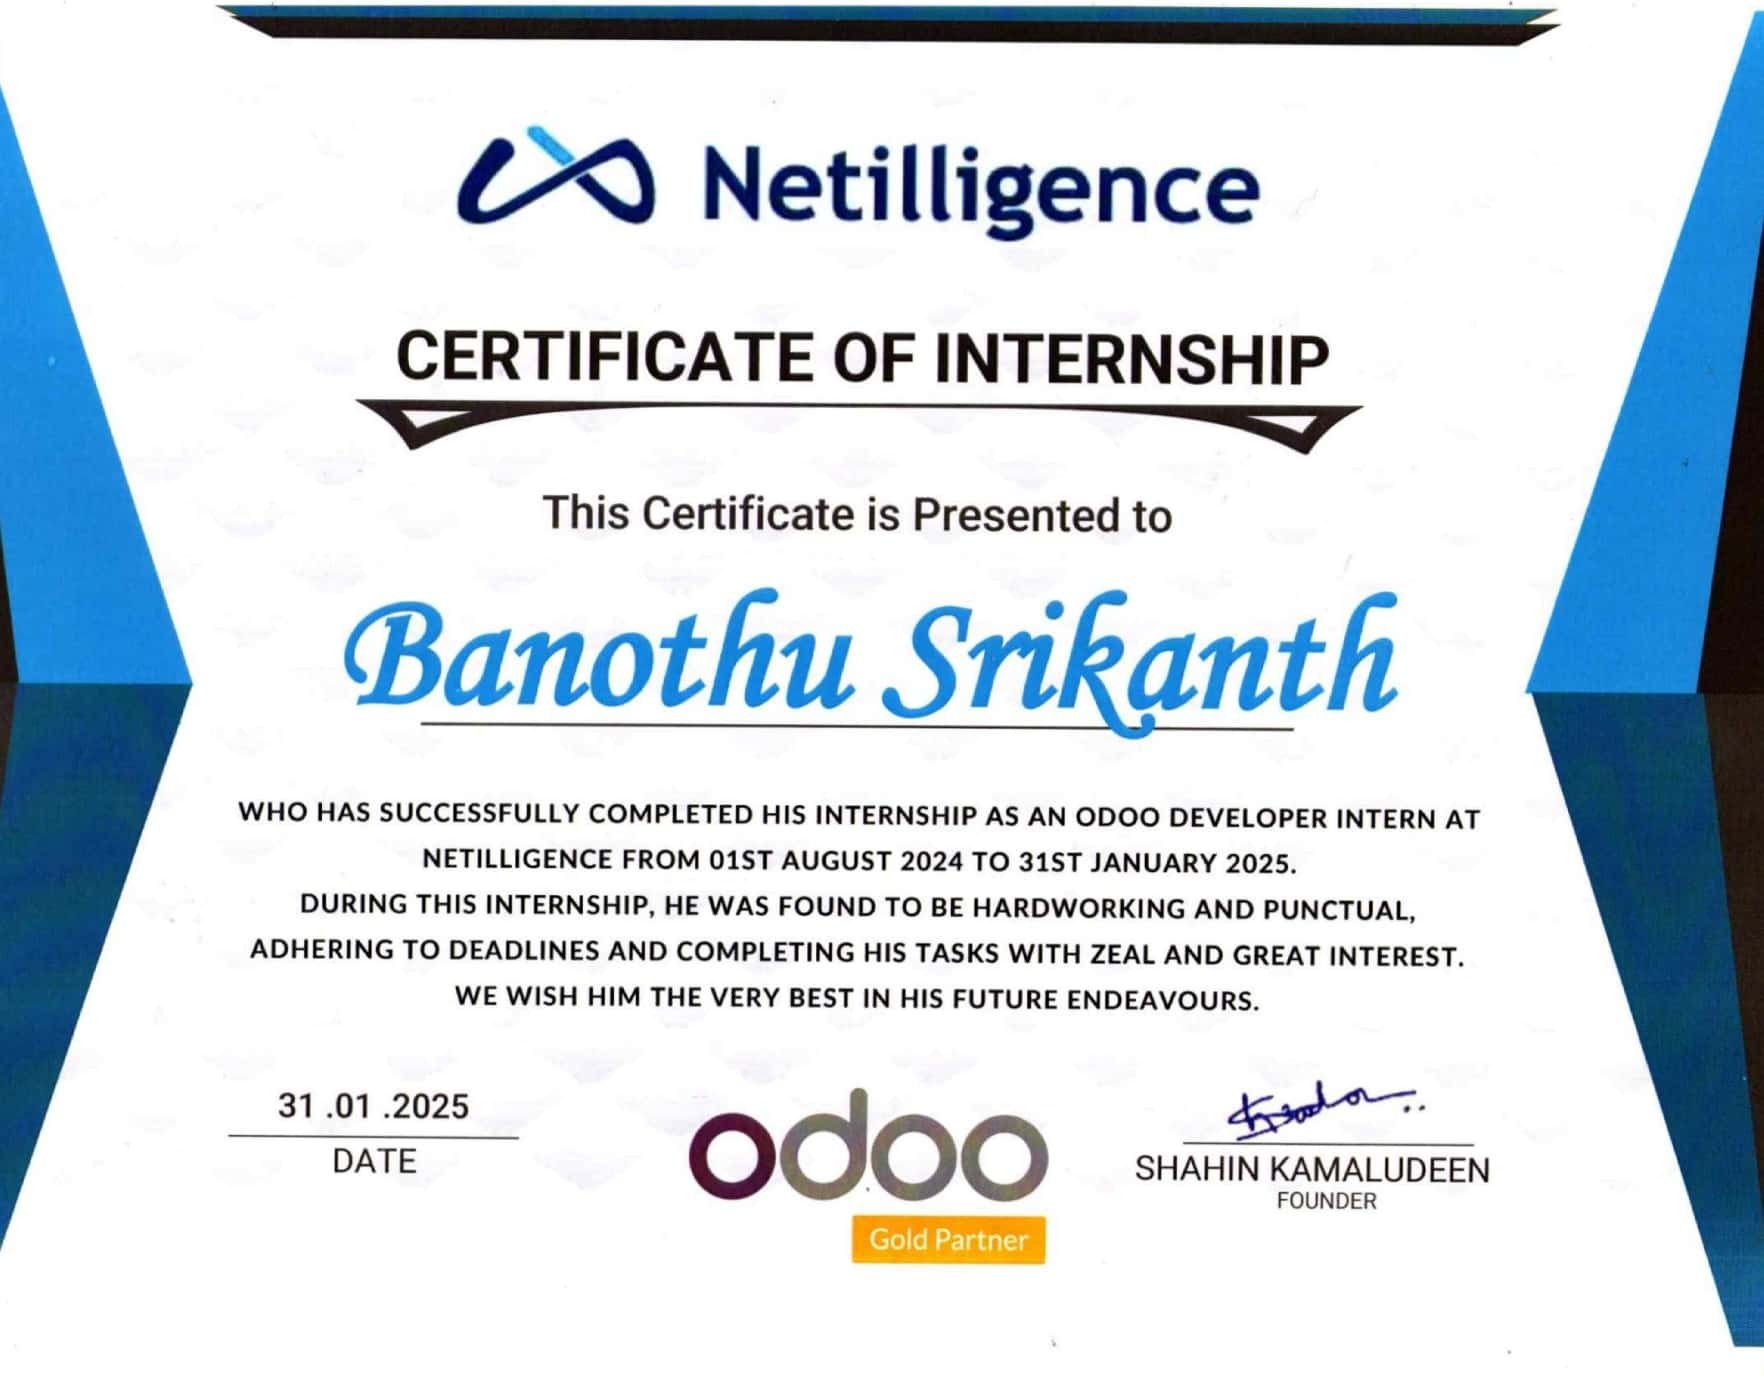 Netilligence
CERTIFICATE OF INTERNSHIP
This Certificate is Presented to
Banothu Srikanth
WHO HAS SUCCESSFULLY COMPLETED HIS INTERNSHIP AS AN ODOO DEVELOPER INTERN AT
NETILLIGENCE FROM 01ST AUGUST 2024 TO 31ST JANUARY 2025.
DURING THIS INTERNSHIP, HE WAS FOUND TO BE HARDWORKING AND PUNCTUAL,
ADHERING TO DEADLINES AND COMPLETING HIS TASKS WITH ZEAL AND GREAT INTEREST.
WE WISH HIM THE VERY BEST IN HIS FUTURE ENDEAVOURS.
31 .01 .2025
DATE
odoo
Gold Partner
SHAHIN KAMALUDEEN
FOUNDER